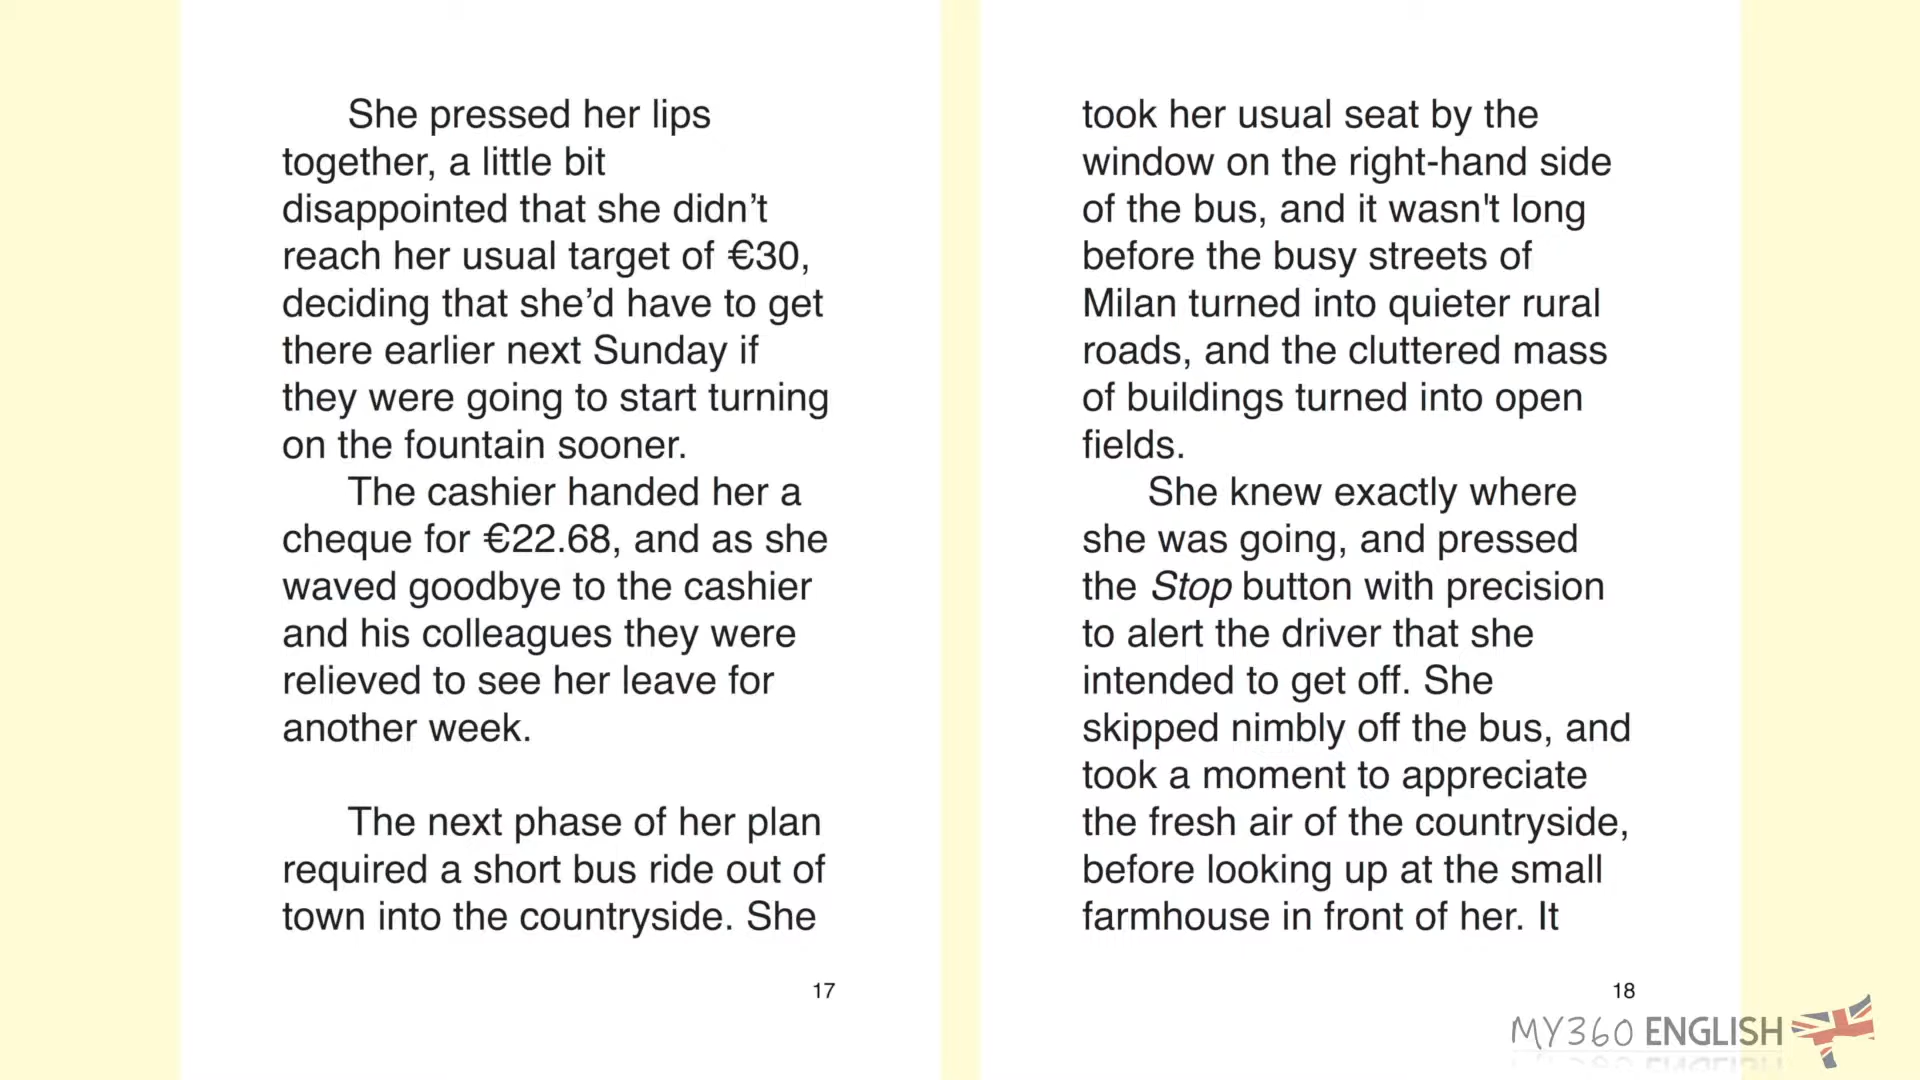 She pressed her lips
together, a little bit
disappointed that she didn’t
reach her usual target of €30,
deciding that she’d have to get
there earlier next Sunday if
they were going to start turning
on the fountain sooner.
The cashier handed her a
cheque for €22.68, and as she
waved goodbye to the cashier
and his colleagues they were
relieved to see her leave for
another week.
The next phase of her plan
required a short bus ride out of
town into the countryside. She
17
took her usual seat by the
window on the right-hand side
of the bus, and it wasn't long
before the busy streets of
Milan turned into quieter rural
roads, and the cluttered mass
of buildings turned into open
fields.
She knew exactly where
she was going, and pressed
the Stop button with precision
to alert the driver that she
intended to get off. She
skipped nimbly off the bus, and
took a moment to appreciate
the fresh air of the countryside,
before looking up at the small
farmhouse in front of her. It
18
MY360 ENGLISH